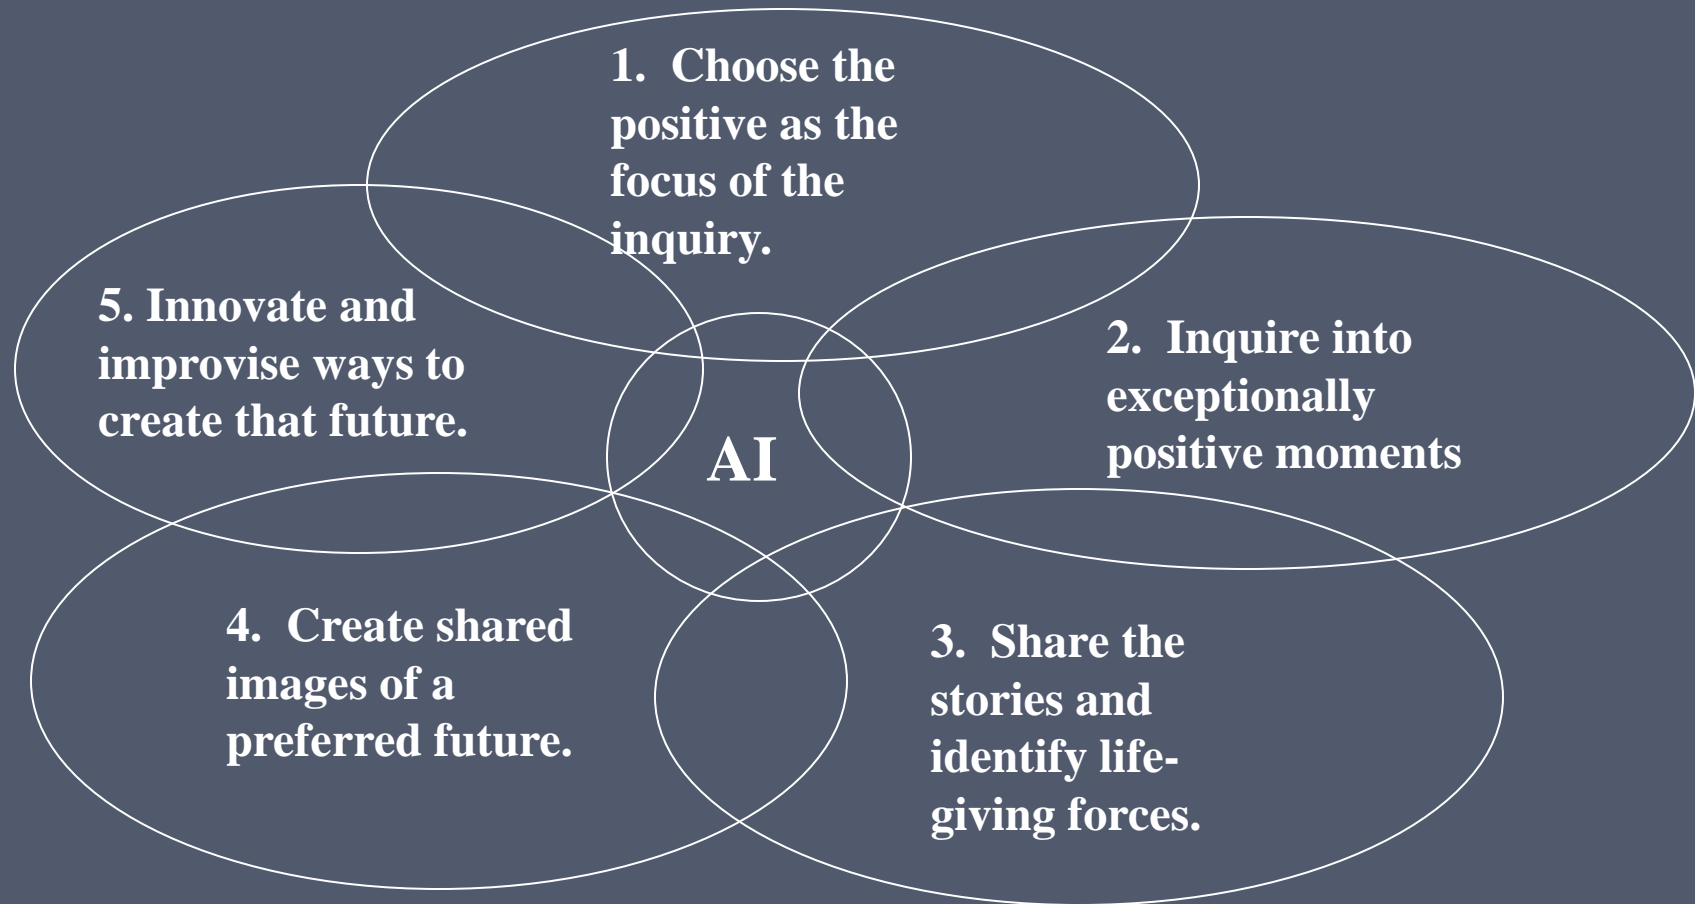 1.  Choose the
positive as the
focus of the
inquiry.
2.  Inquire into
exceptionally
positive moments
3.  Share the
stories and
identify life-
giving forces.
4.  Create shared
images of a
preferred future.
5. Innovate and
improvise ways to
create that future.
AI